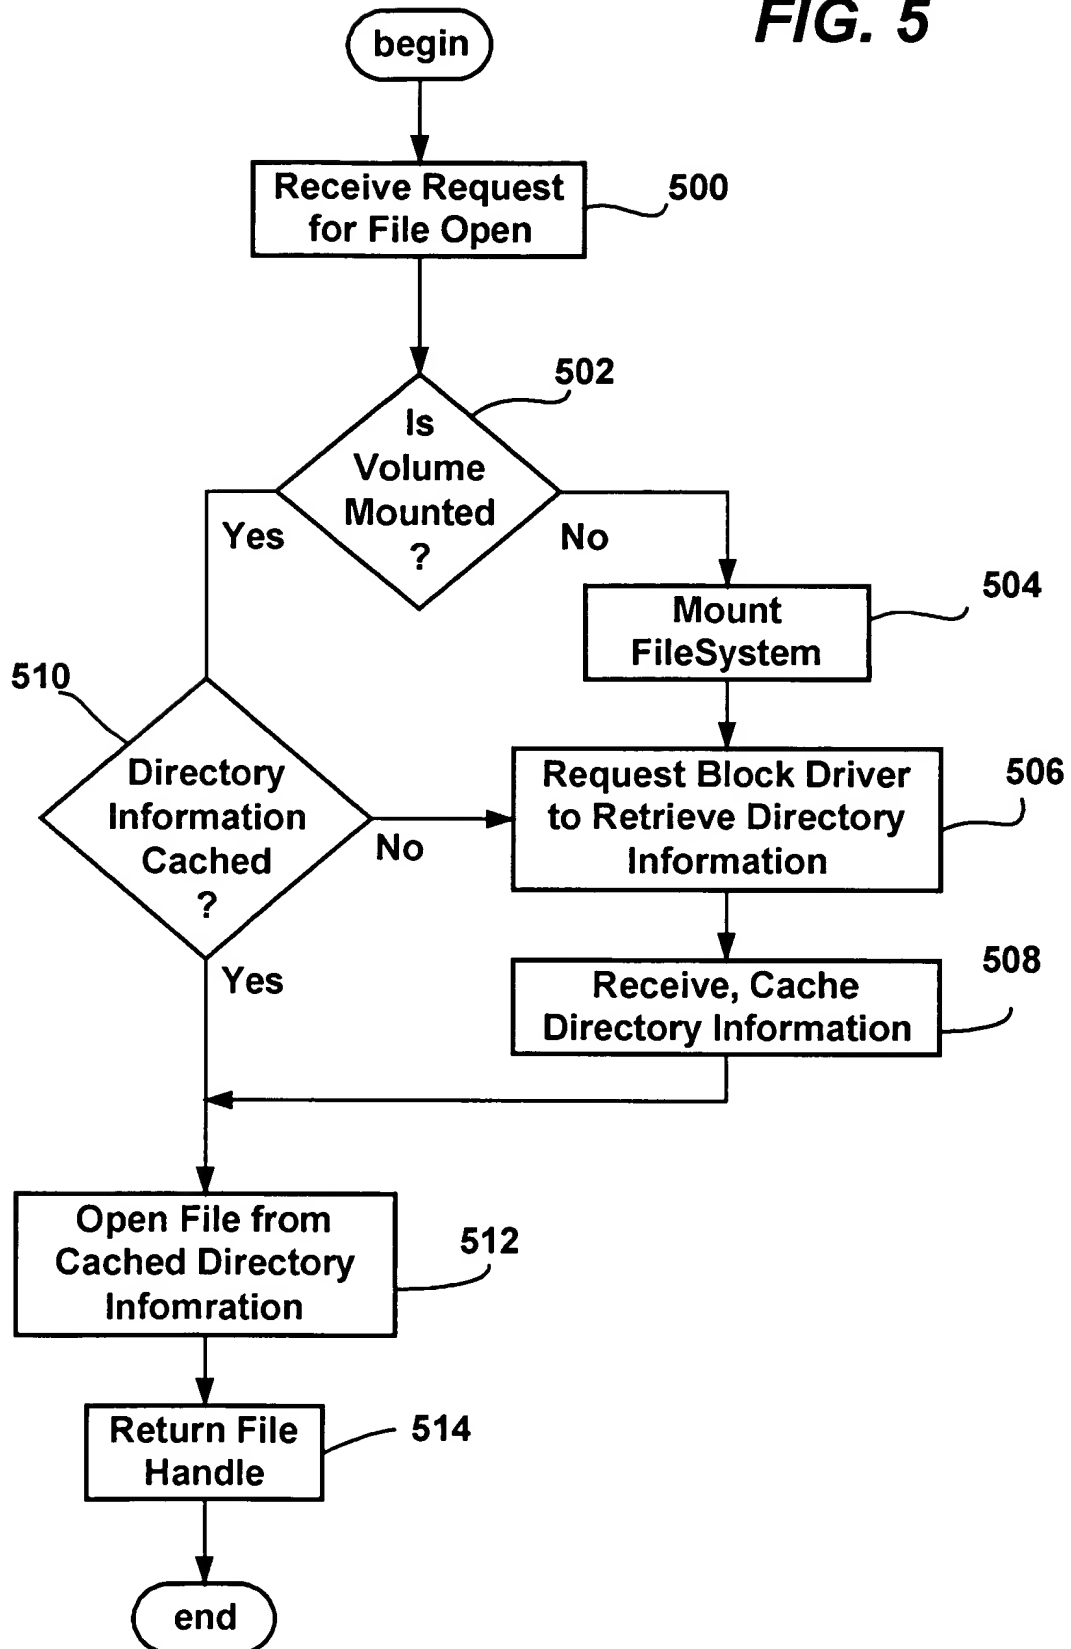 FIG. 5
begin
Receive Request
for File Open
500
502
Is
Volume
Mounted
?
Yes
No
504
Mount
FileSystem
510
Directory
Information
Cached
?
No
Request Block Driver
to Retrieve Directory
Information
506
508
Receive, Cache
Directory Information
Yes
Open File from
Cached Directory
Infomration
512
Return File
Handle
514
end